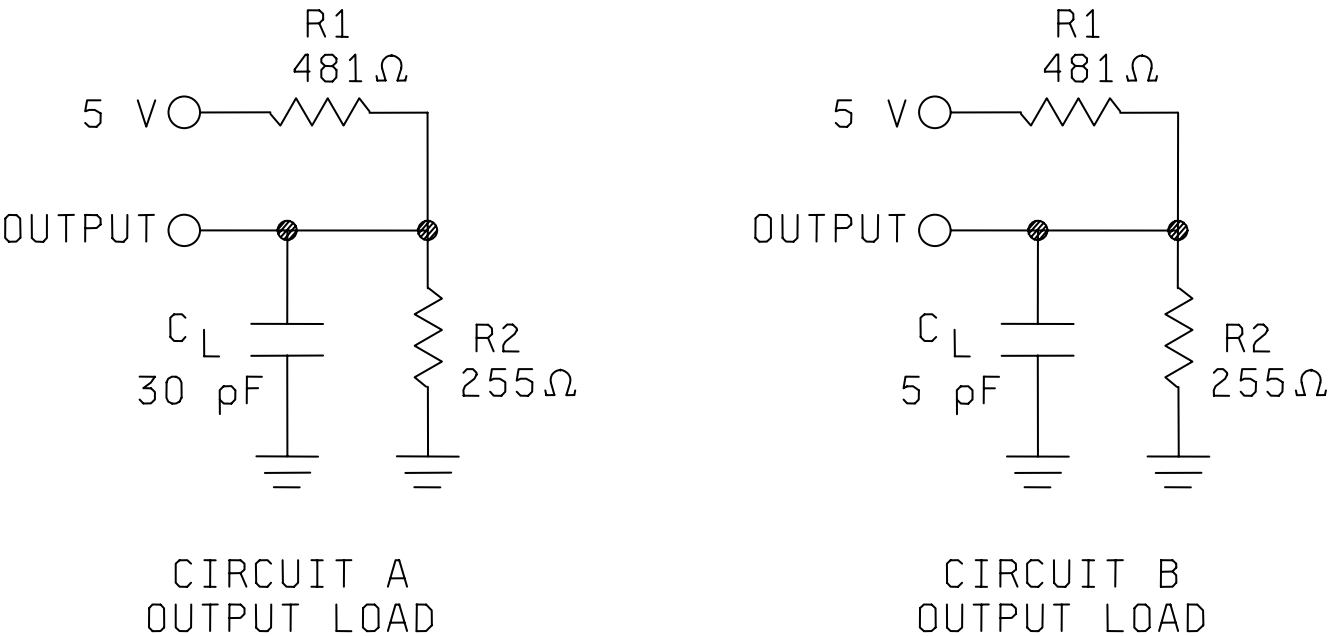 R1
481Ω
5 V
OUTPUT
C L
30 pF
R2
255Ω
CIRCUIT A
OUTPUT LOAD
R1
481Ω
5 V
OUTPUT
C L
5 pF
R2
255Ω
CIRCUIT B
OUTPUT LOAD